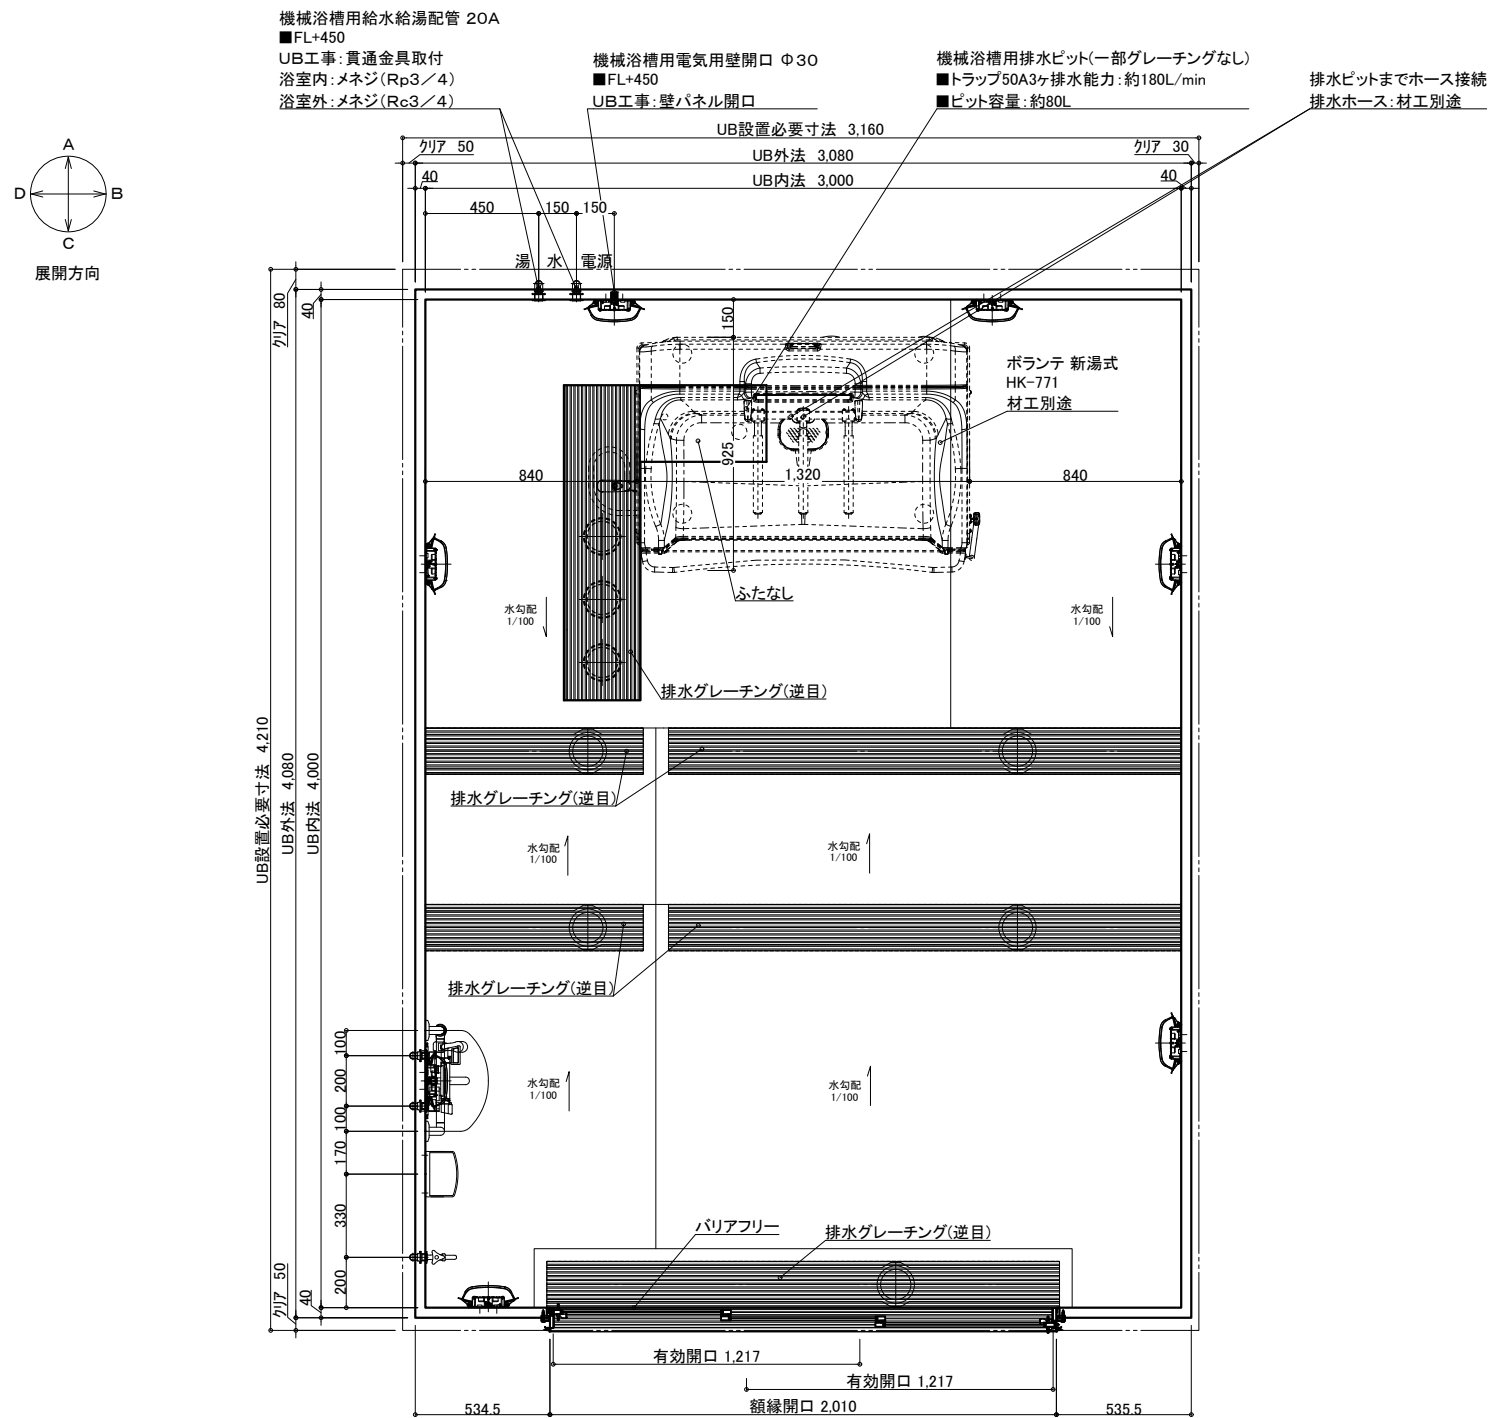 機械浴槽用給水給湯配管 20A
■FL+450
UB工事：貫通金具取付
浴室内：メネジ(Rp3／4)
浴室外：メネジ(Rc3／4)
機械浴槽用電気用壁開口 Φ30
■FL+450
UB工事：壁パネル開口
機械浴槽用排水ピット(一部グレーチングなし)
■トラップ50A3ヶ排水能力：約180L/min
■ピット容量：約80L
排水ピットまでホース接続
排水ホース：材工別途
A
D
B
C
展開方向
UB設置必要寸法 3,160
クリア 50
UB外法 3,080
クリア 30
40
UB内法 3,000
40
450
150
150
湯
水
電源
クリア 80
40
150
ボランテ 新湯式
HK-771
材工別途
925
840
1,320
840
ふたなし
水勾配
1/100
水勾配
1/100
排水グレーチング(逆目)
UB設置必要寸法 4,210
UB外法 4,080
UB内法 4,000
排水グレーチング(逆目)
水勾配
1/100
水勾配
1/100
排水グレーチング(逆目)
100
200
100
170
330
200
水勾配
1/100
水勾配
1/100
バリアフリー
排水グレーチング(逆目)
クリア 50
40
有効開口 1,217
有効開口 1,217
534.5
額縁開口 2,010
535.5